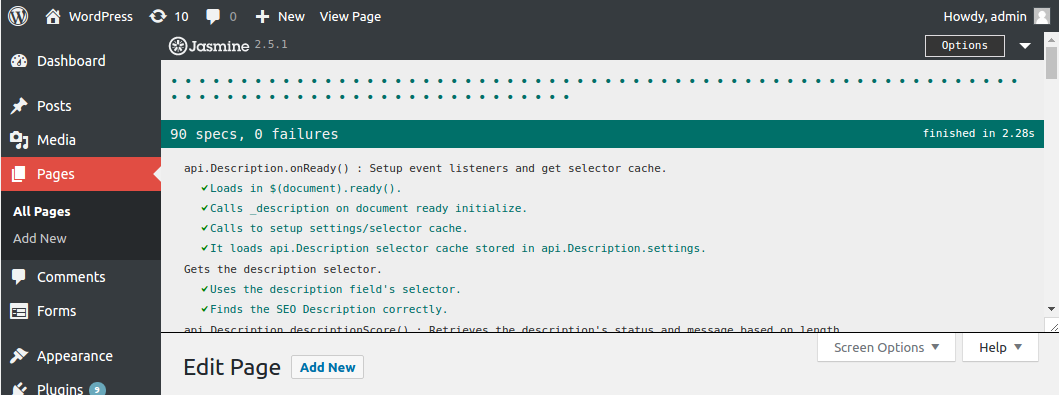 WordPress 10 0 New View Page Howdy, admin
Dashboard
Posts
Media
Pages
All Pages
Add New
Comments
Forms
Appearance
Plugins 9
Jasmine 2.5.1 Options
90 specs, 0 failures finished in 2.28s
api.Description.onReady() : Setup event listeners and get selector cache.
✓Loads in $(document).ready().
✓Calls _description on document ready initialize.
✓Calls to setup settings/selector cache.
✓It loads api.Description selector cache stored in api.Description.settings.
Gets the description selector.
✓Uses the description field's selector.
✓Finds the SEO Description correctly.
api.Description.descriptionScore() : Retrieves the description's status and message based on length
Screen Options Help
Edit Page Add New